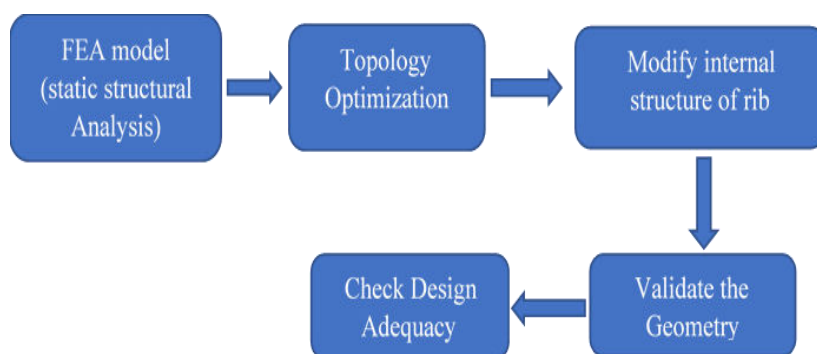 FEA model
(static structural
Analysis)
Topology
Optimization
Modify internal
structure of rib
Validate the
Geometry
Check Design
Adequacy